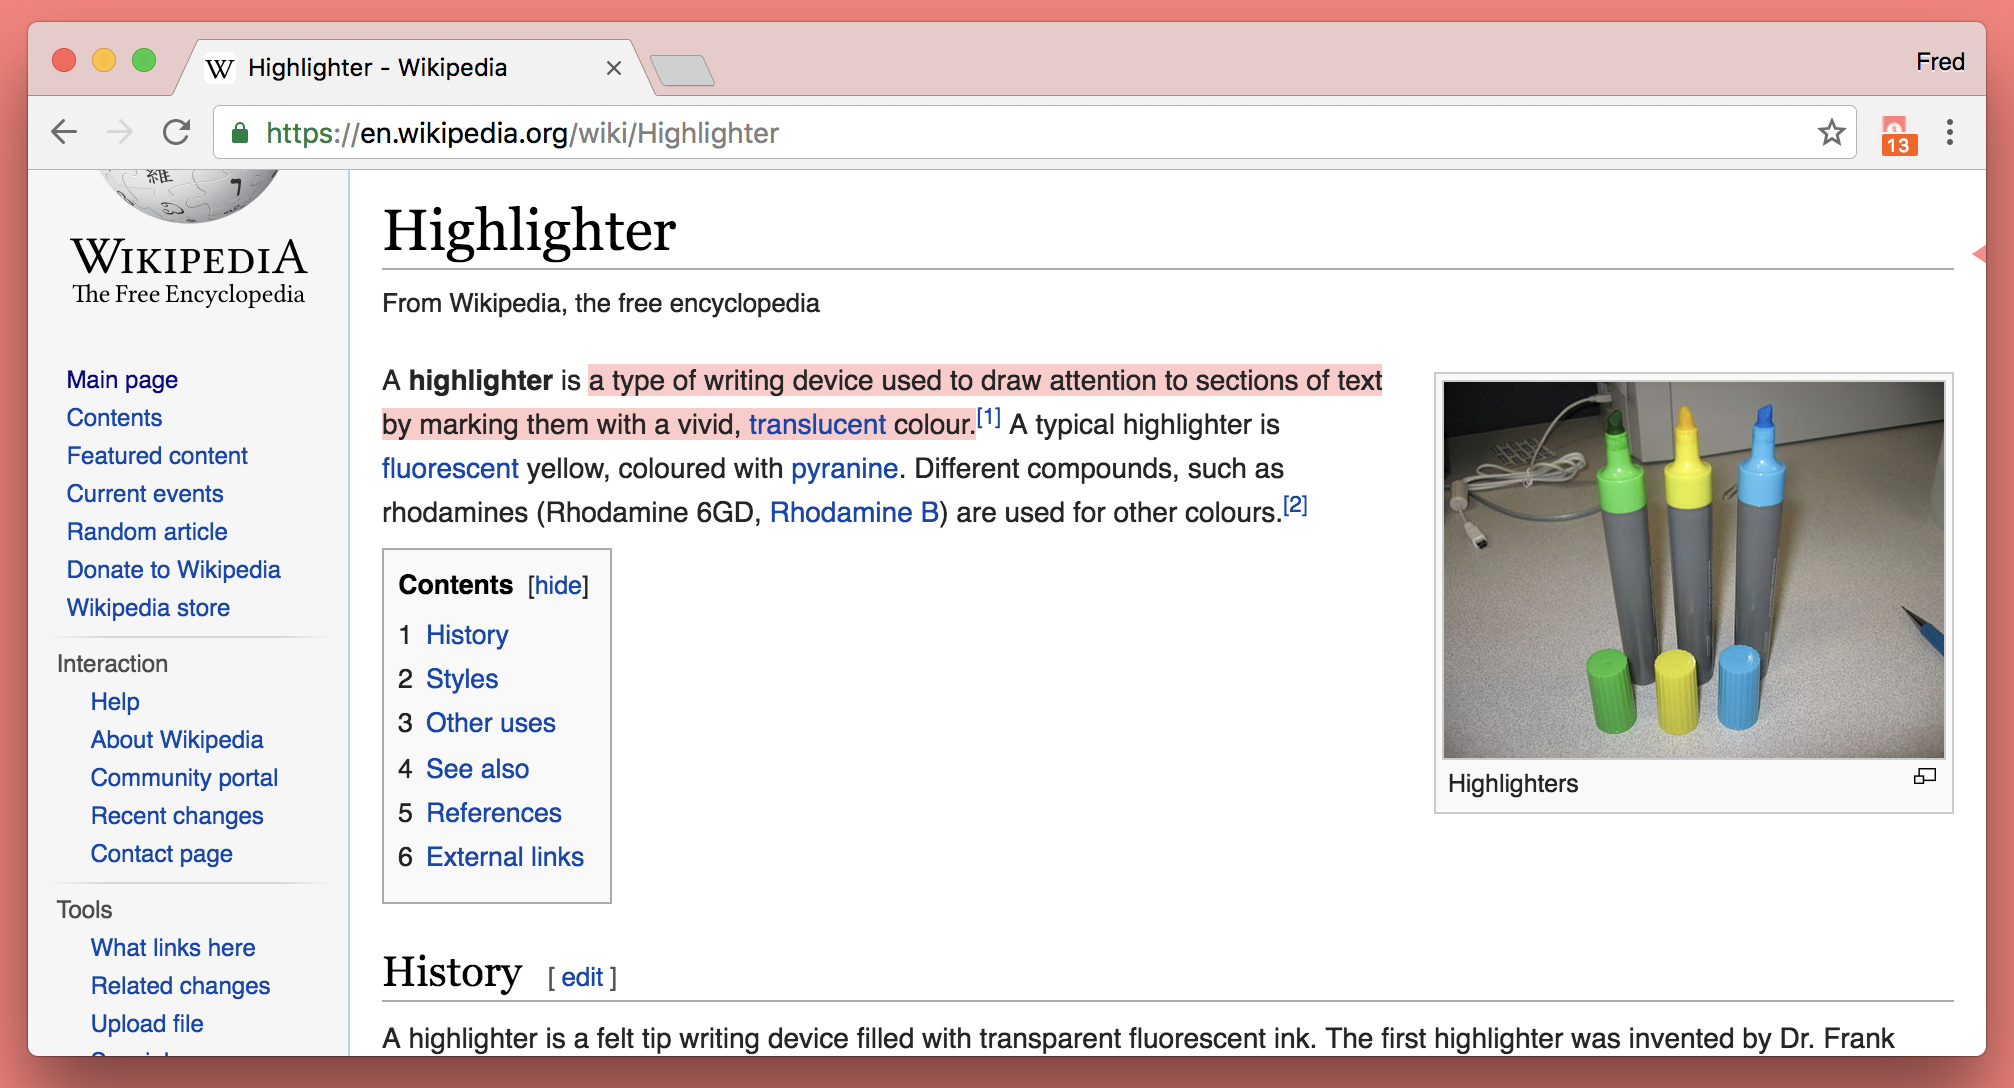 Highlighter - Wikipedia
Fred
https://en.wikipedia.org/wiki/Highlighter
13
維
7
WIKIPEDIA
The Free Encyclopedia
Main page
Contents
Featured content
Current events
Random article
Donate to Wikipedia
Wikipedia store
Interaction
Help
About Wikipedia
Community portal
Recent changes
Contact page
Tools
What links here
Related changes
Upload file
Highlighter
From Wikipedia, the free encyclopedia
A highlighter is a type of writing device used to draw attention to sections of text
by marking them with a vivid, translucent colour.[1] A typical highlighter is
fluorescent yellow, coloured with pyranine. Different compounds, such as
rhodamines (Rhodamine 6GD, Rhodamine B) are used for other colours.[2]
Contents [hide]
1 History
2 Styles
3 Other uses
4 See also
5 References
6 External links
Highlighters
History [ edit ]
A highlighter is a felt tip writing device filled with transparent fluorescent ink. The first highlighter was invented by Dr. Frank